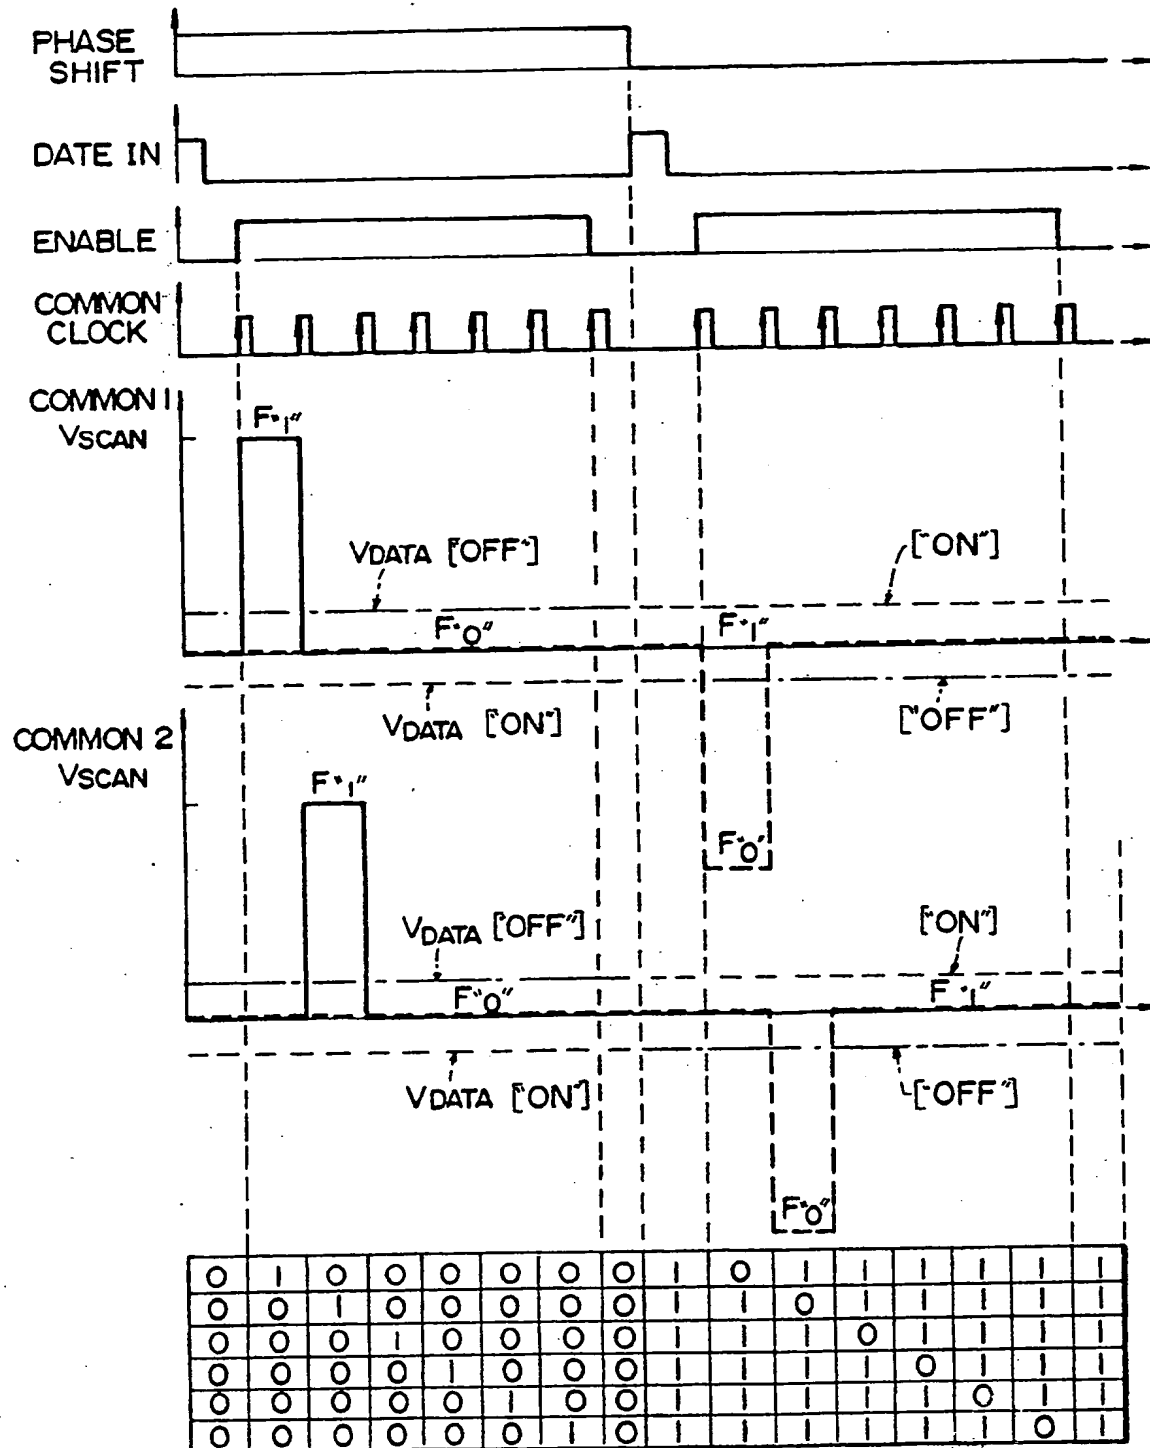 PHASE
SHIFT
DATE IN
ENABLE
COMMON
CLOCK
COMMON 1
VSCAN
F"1"
VDATA ["OFF"]
["ON"]
F"0"
F"1"
VDATA ["ON"]
["OFF"]
COMMON 2
VSCAN
F"1"
F"0"
VDATA ["OFF"]
["ON"]
F"0"
F"1"
VDATA ["ON"]
["OFF"]
F"0"
0 1 0 0 0 0 0 0 1 0 1 1 1 1 1 1
0 0 1 0 0 0 0 0 1 1 0 1 1 1 1 1
0 0 0 1 0 0 0 0 1 1 1 0 1 1 1 1
0 0 0 0 1 0 0 0 1 1 1 1 0 1 1 1
0 0 0 0 0 1 0 0 1 1 1 1 1 0 1 1
0 0 0 0 0 0 1 0 1 1 1 1 1 1 0 1